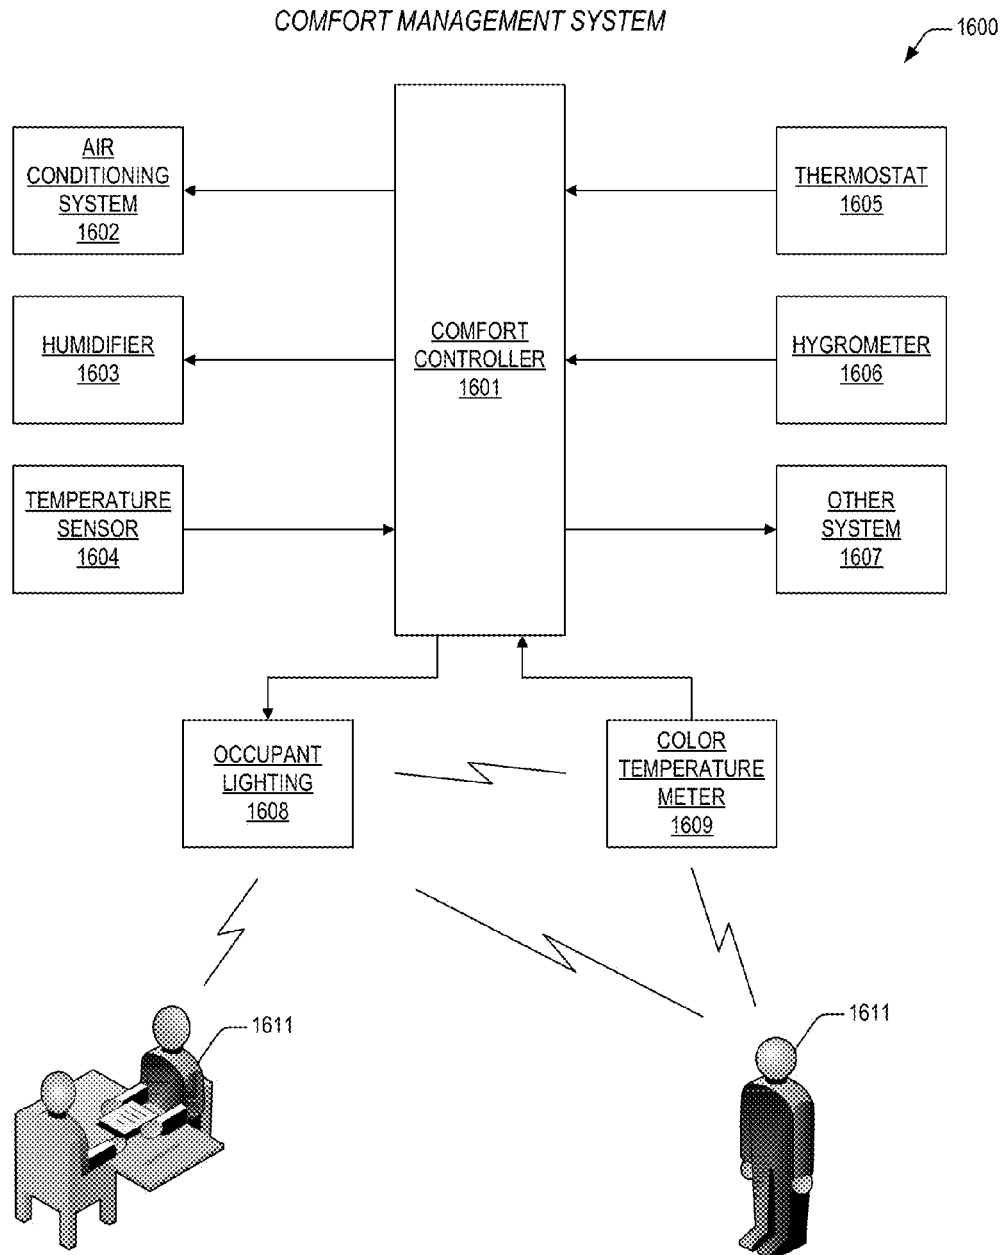 COMFORT MANAGEMENT SYSTEM
1600
AIR
CONDITIONING
SYSTEM
1602
THERMOSTAT
1605
HUMIDIFIER
1603
COMFORT
CONTROLLER
1601
HYGROMETER
1606
TEMPERATURE
SENSOR
1604
OTHER
SYSTEM
1607
OCCUPANT
LIGHTING
1608
COLOR
TEMPERATURE
METER
1609
1611
1611